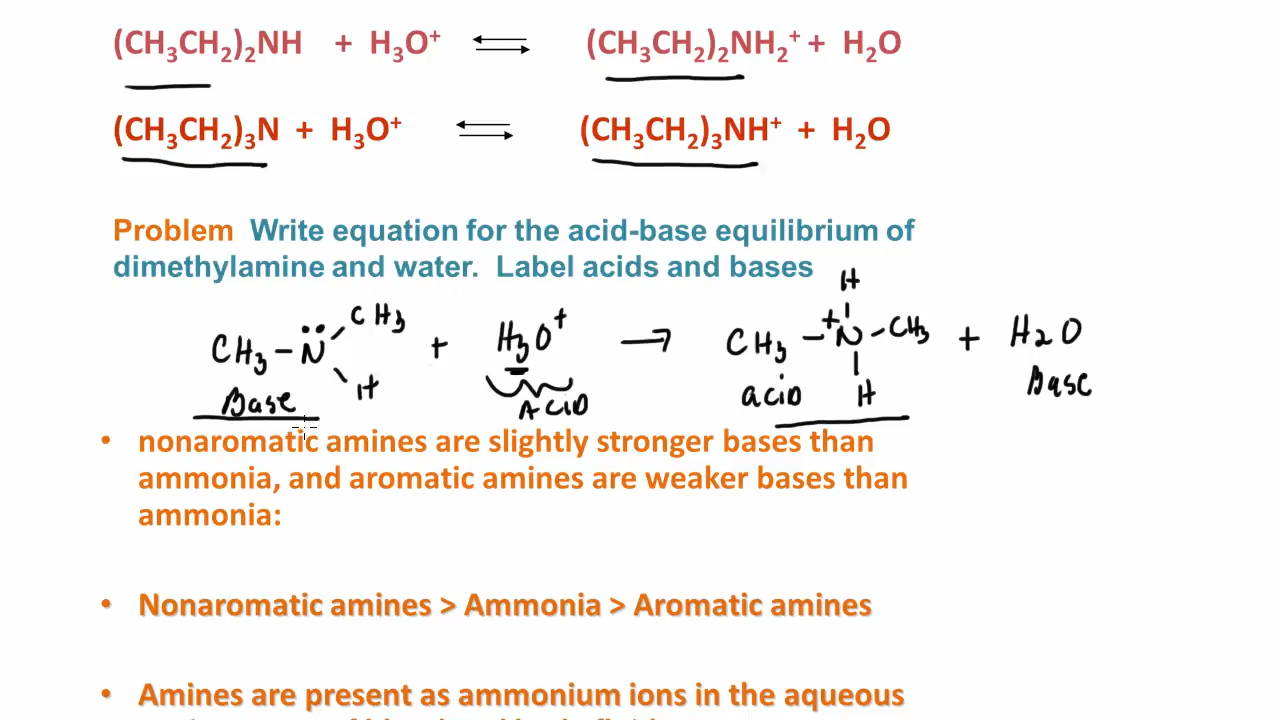 (CH₃CH₂)₂NH + H₃O⁺ ⇌ (CH₃CH₂)₂NH₂⁺ + H₂O
(CH₃CH₂)₃N + H₃O⁺ ⇌ (CH₃CH₂)₃NH⁺ + H₂O
Problem Write equation for the acid-base equilibrium of
dimethylamine and water. Label acids and bases
H
CH₃
CH₃ – N̈ + H₃O⁺ → CH₃ – ⁺N – CH₃ + H₂O
H H
Base ACID acid Base
• nonaromatic amines are slightly stronger bases than
ammonia, and aromatic amines are weaker bases than
ammonia:
• Nonaromatic amines > Ammonia > Aromatic amines
• Amines are present as ammonium ions in the aqueous